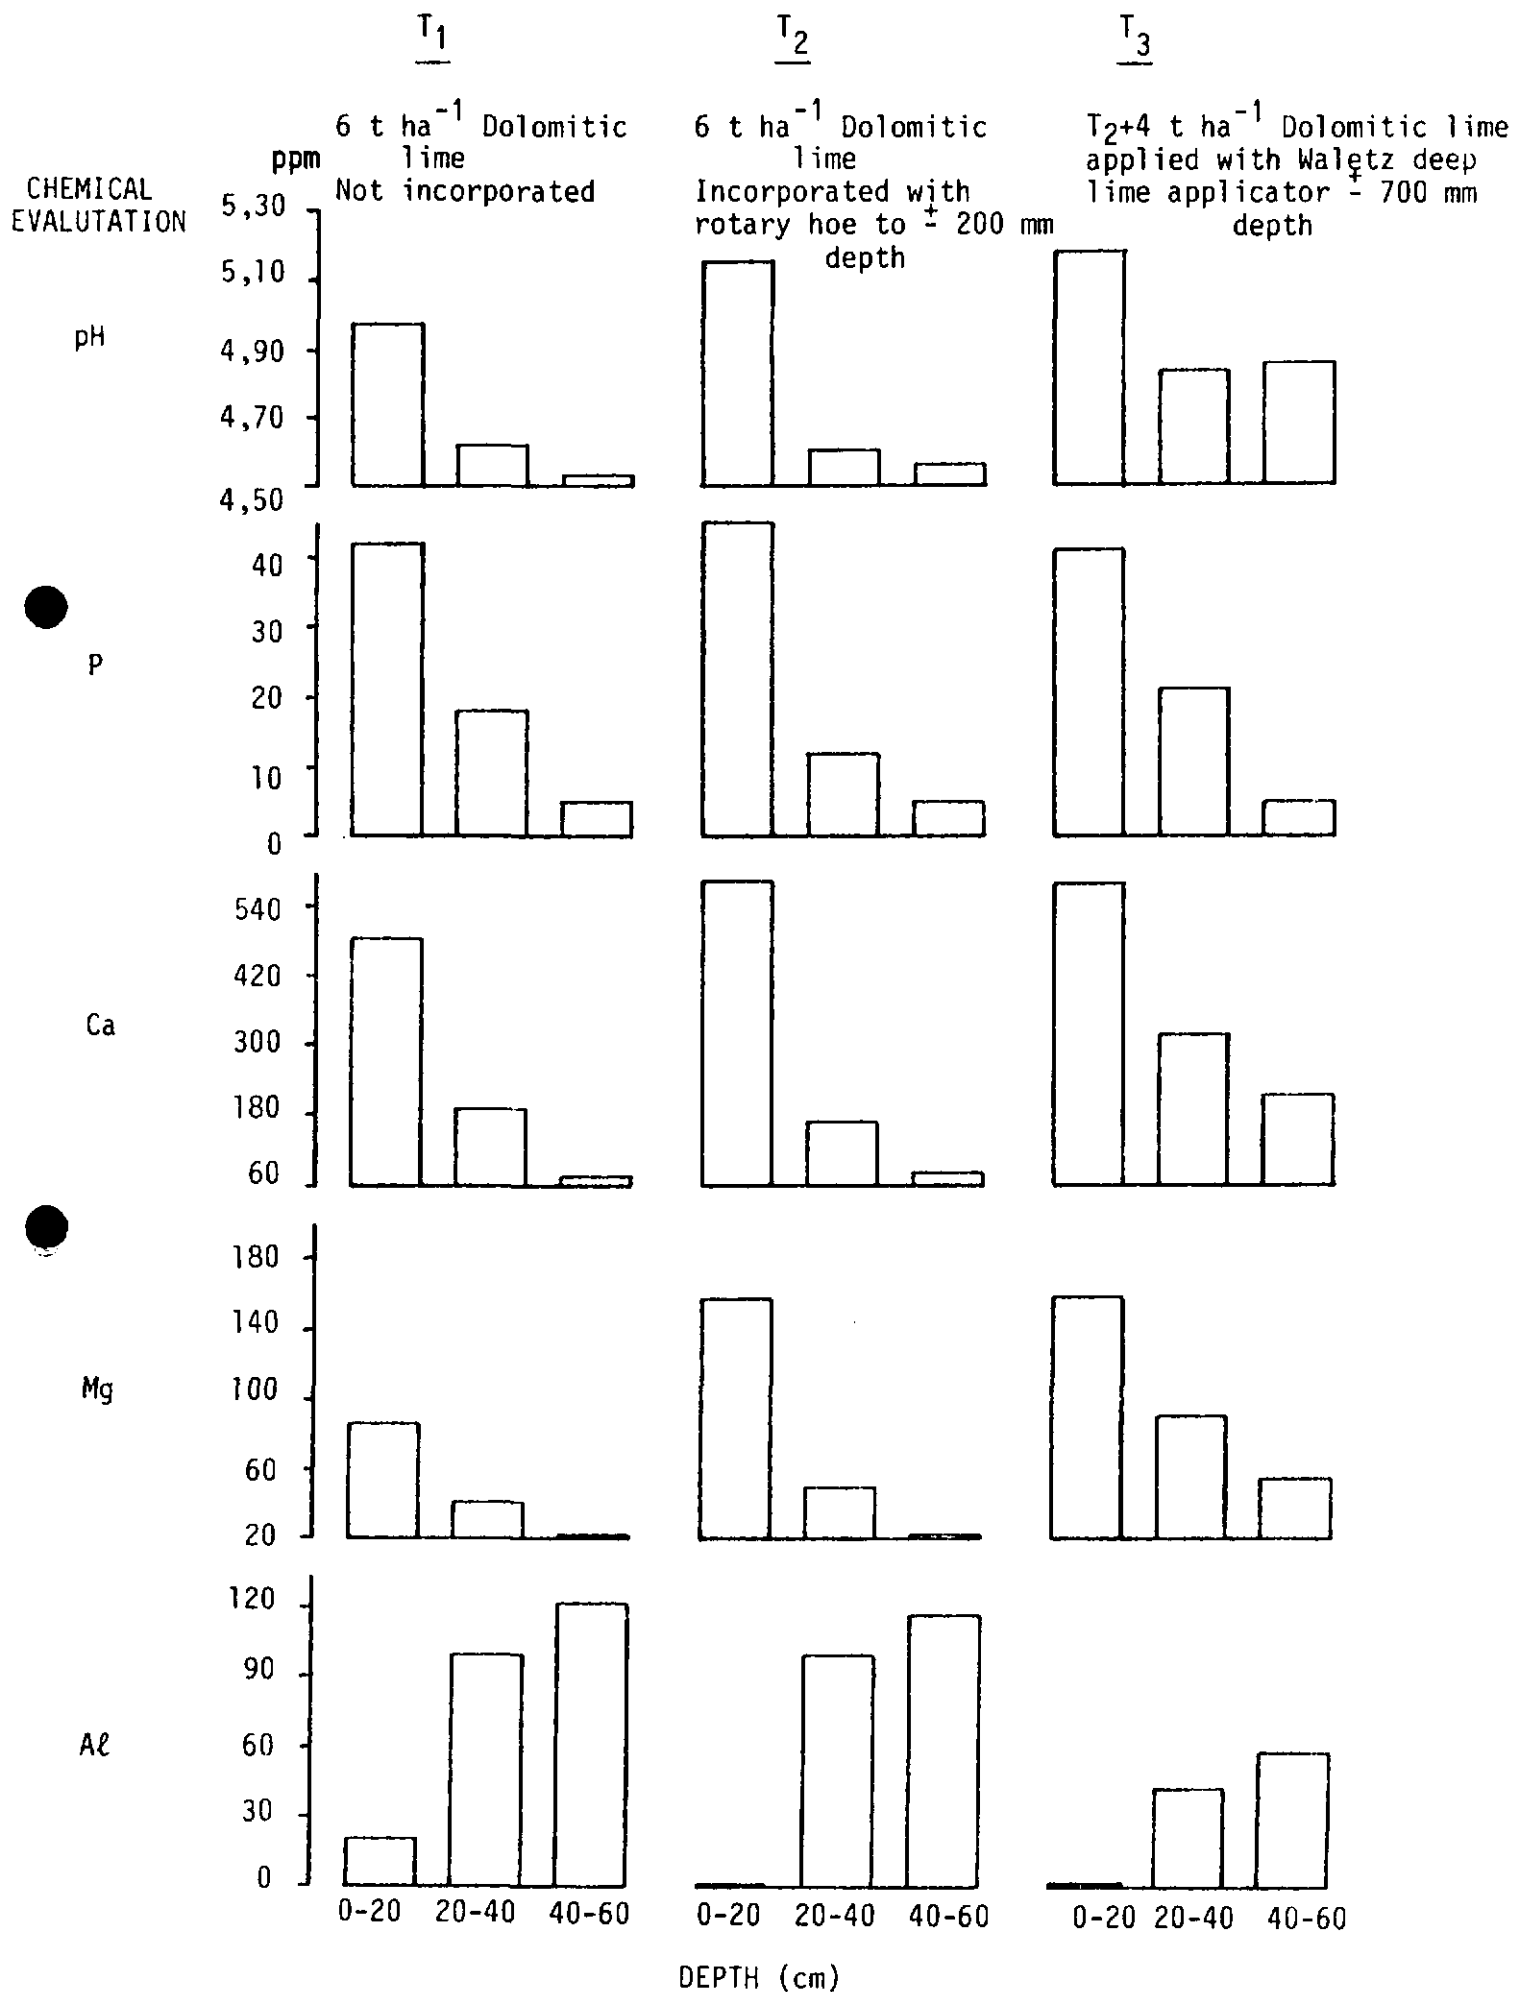 T1
T2
T3
6 t ha-1 Dolomitic
lime
Not incorporated
6 t ha-1 Dolomitic
lime
Incorporated with
rotary hoe to ± 200 mm
depth
T2+4 t ha-1 Dolomitic lime
applied with Waletz deep
lime applicator ± 700 mm
depth
CHEMICAL
EVALUTATION
ppm
pH
5,30
5,10
4,90
4,70
4,50
P
40
30
20
10
0
Ca
540
420
300
180
60
Mg
180
140
100
60
20
Aℓ
120
90
60
30
0
0-20 20-40 40-60
0-20 20-40 40-60
0-20 20-40 40-60
DEPTH (cm)